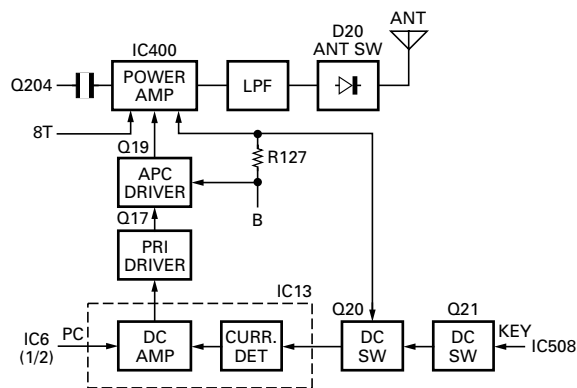 ANT
D20
ANT SW
IC400
POWER
AMP
LPF
Q204
8T
Q19
R127
APC
DRIVER
B
Q17
PRI
DRIVER
IC13
Q20
Q21
IC6
(1/2)
PC
DC
AMP
CURR.
DET
DC
SW
DC
SW
KEY
IC508